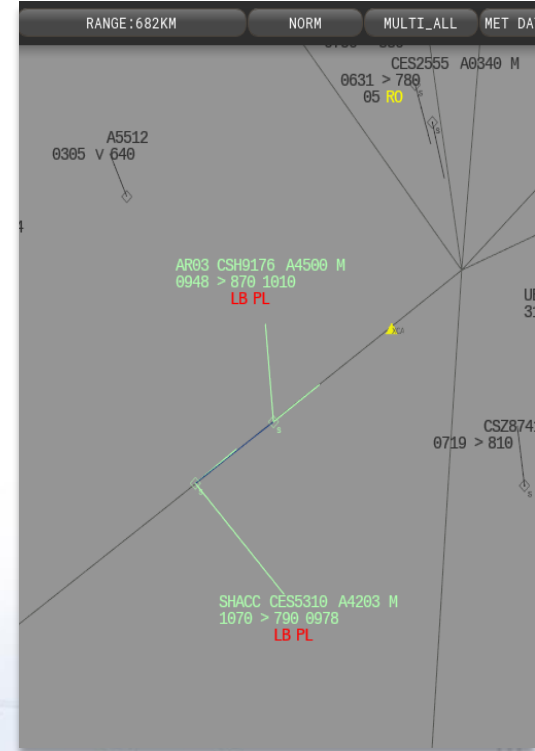 RANGE:682KM NORM MULTI_ALL MET DA
CES2555 A0340 M
0631 > 780
05 RO
A5512
0305 V 640
AR03 CSH9176 A4500 M
0948 > 870 1010
LB PL
CSZ874
0719 > 810
S
S
S
SHACC CES5310 A4203 M
1070 > 790 0978
LB PL